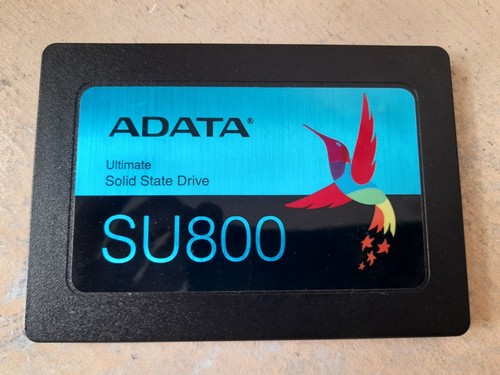 ADATA®
Ultimate
Solid State Drive
SU800